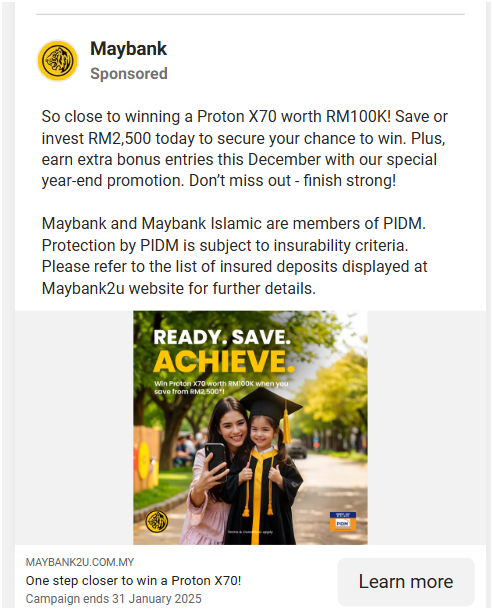 Maybank
Sponsored
So close to winning a Proton X70 worth RM100K! Save or
invest RM2,500 today to secure your chance to win. Plus,
earn extra bonus entries this December with our special
year-end promotion. Don’t miss out - finish strong!
Maybank and Maybank Islamic are members of PIDM.
Protection by PIDM is subject to insurability criteria.
Please refer to the list of insured deposits displayed at
Maybank2u website for further details.
READY. SAVE.
ACHIEVE.
Win Proton X70 worth RM100K when you
save from RM2,500*!
PIDM
MAYBANK2U.COM.MY
One step closer to win a Proton X70!
Campaign ends 31 January 2025
Learn more